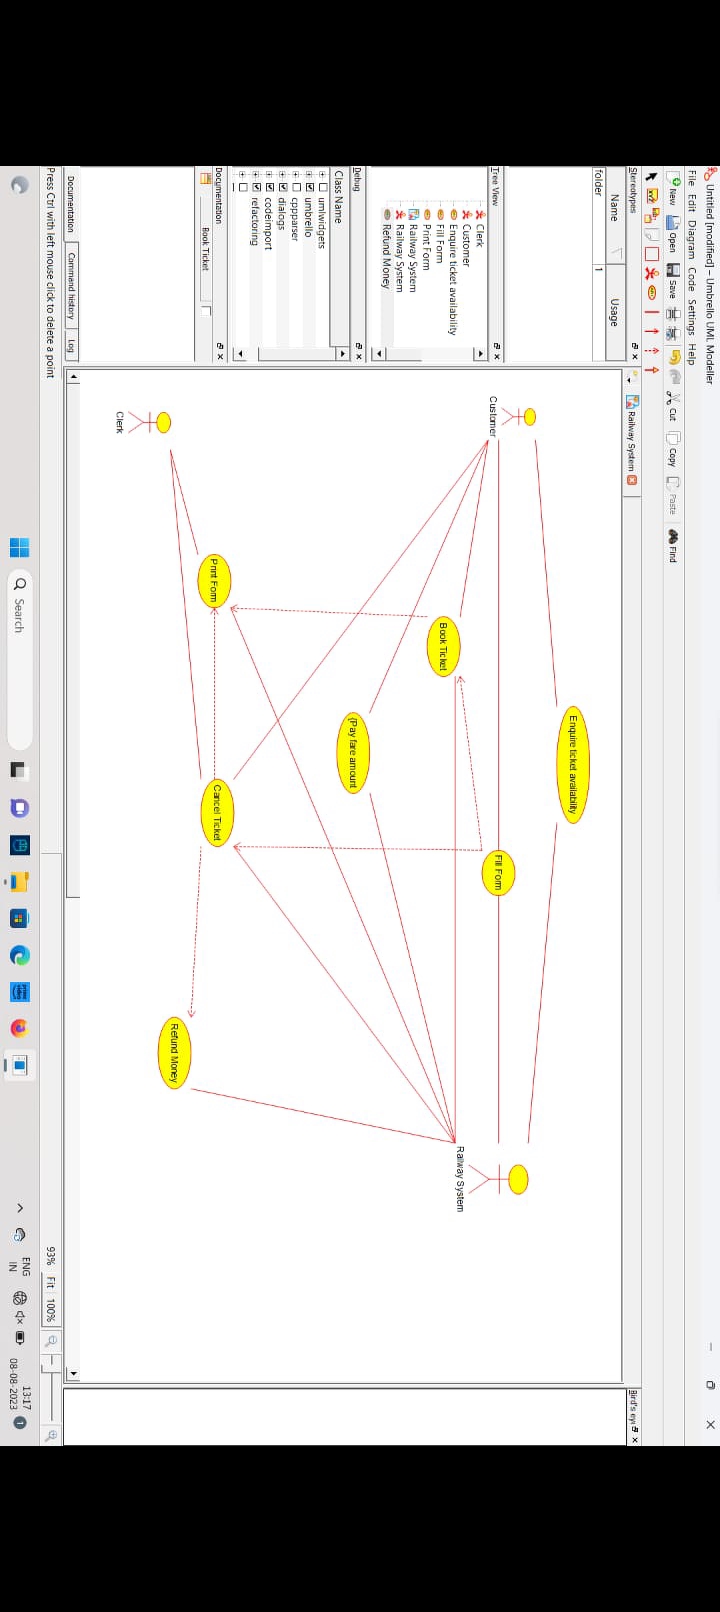 Untitled [modified] – Umbrello UML Modeller
File Edit Diagram Code Settings Help
New Open Save Cut Copy Paste Find
Stereotypes
Name Usage
folder 1
Tree View
Clerk
Customer
Enquire ticket availability
Fill Form
Print Form
Railway System
Railway System
Refund Money
Debug
Class Name
umlwidgets
umbrello
cppparser
dialogs
codeimport
refactoring
Documentation
Book Ticket
Documentation Command history Log
Press Ctrl with left mouse click to delete a point
Railway System
Customer
Enquire ticket availability
Fill Form
Book Ticket
(Pay fare amount
Print Form
Cancel Ticket
Refund Money
Railway System
Clerk
Bird's eye
93% Fit 100%
Search
ENG
IN
13:17
08-08-2023
1